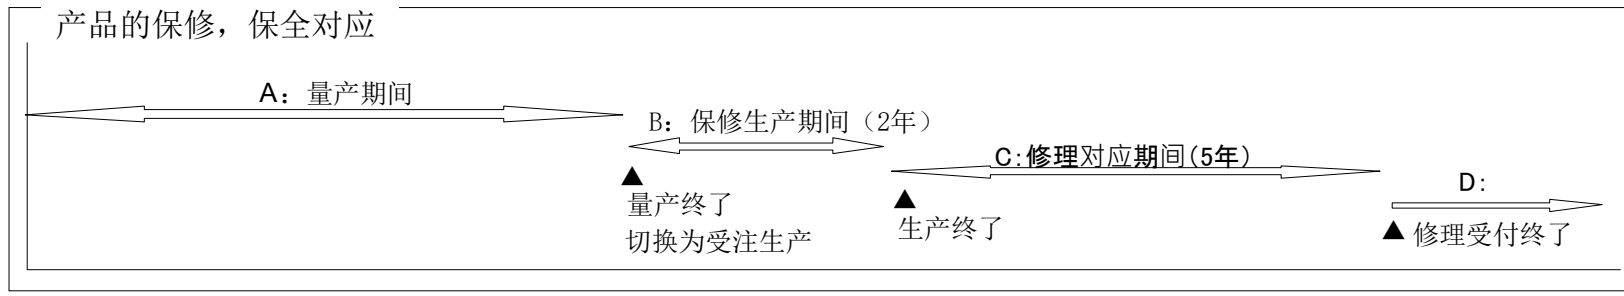 产品的保修，保全对应
A：量产期间
B：保修生产期间（2年）
C:修理对应期间(5年)
D:
▲
量产终了
切换为受注生产
▲
生产终了
▲ 修理受付终了